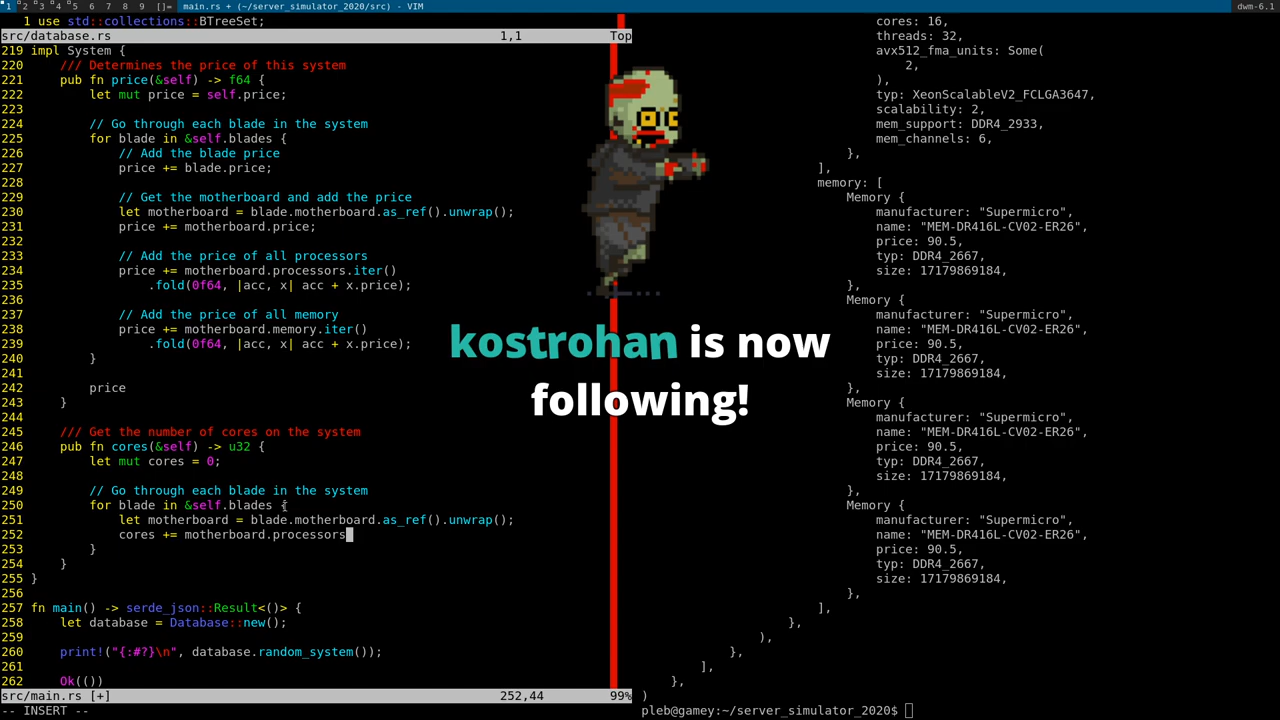 1 2 3 4 5 6 7 8 9 []= main.rs + (~/server_simulator_2020/src) - VIM dwm-6.1
1 use std::collections::BTreeSet;
src/database.rs 1,1 Top
219 impl System {
220 /// Determines the price of this system
221 pub fn price(&self) -> f64 {
222 let mut price = self.price;
223
224 // Go through each blade in the system
225 for blade in &self.blades {
226 // Add the blade price
227 price += blade.price;
228
229 // Get the motherboard and add the price
230 let motherboard = blade.motherboard.as_ref().unwrap();
231 price += motherboard.price;
232
233 // Add the price of all processors
234 price += motherboard.processors.iter()
235 .fold(0f64, |acc, x| acc + x.price);
236
237 // Add the price of all memory
238 price += motherboard.memory.iter()
239 .fold(0f64, |acc, x| acc + x.price);
240 }
241
242 price
243 }
244
245 /// Get the number of cores on the system
246 pub fn cores(&self) -> u32 {
247 let mut cores = 0;
248
249 // Go through each blade in the system
250 for blade in &self.blades {
251 let motherboard = blade.motherboard.as_ref().unwrap();
252 cores += motherboard.processors
253 }
254 }
255 }
256
257 fn main() -> serde_json::Result<()> {
258 let database = Database::new();
259
260 print!("{:#?}\n", database.random_system());
261
262 Ok(())
src/main.rs [+] 252,44 99%
-- INSERT --
kostrohan is now
following!
cores: 16,
threads: 32,
avx512_fma_units: Some(
2,
),
typ: XeonScalableV2_FCLGA3647,
scalability: 2,
mem_support: DDR4_2933,
mem_channels: 6,
},
],
memory: [
Memory {
manufacturer: "Supermicro",
name: "MEM-DR416L-CV02-ER26",
price: 90.5,
typ: DDR4_2667,
size: 17179869184,
},
Memory {
manufacturer: "Supermicro",
name: "MEM-DR416L-CV02-ER26",
price: 90.5,
typ: DDR4_2667,
size: 17179869184,
},
Memory {
manufacturer: "Supermicro",
name: "MEM-DR416L-CV02-ER26",
price: 90.5,
typ: DDR4_2667,
size: 17179869184,
},
Memory {
manufacturer: "Supermicro",
name: "MEM-DR416L-CV02-ER26",
price: 90.5,
typ: DDR4_2667,
size: 17179869184,
},
],
},
),
},
],
},
)
pleb@gamey:~/server_simulator_2020$